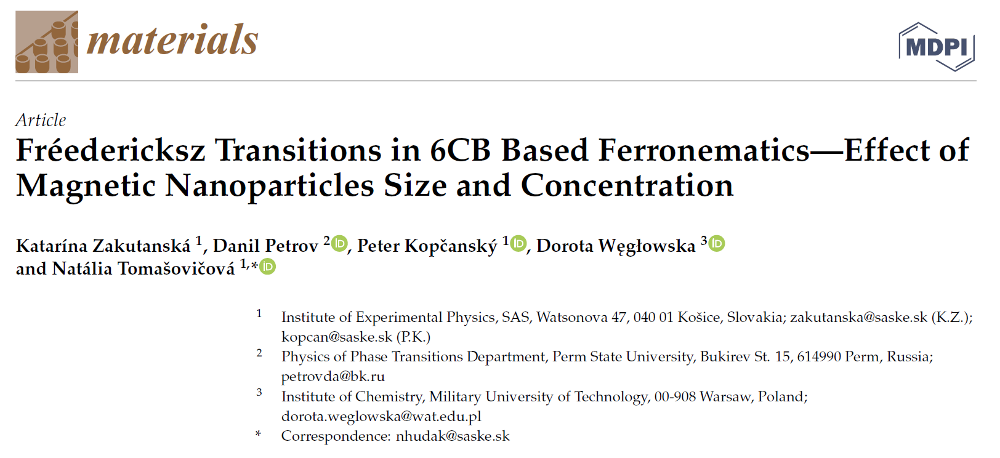 materials
MDPI
Article
Fréedericksz Transitions in 6CB Based Ferronematics—Effect of
Magnetic Nanoparticles Size and Concentration
Katarína Zakutanská 1, Danil Petrov 2 iD, Peter Kopčanský 1 iD, Dorota Węgłowska 3 iD
and Natália Tomašovičová 1,* iD
1 Institute of Experimental Physics, SAS, Watsonova 47, 040 01 Košice, Slovakia; zakutanska@saske.sk (K.Z.);
kopcan@saske.sk (P.K.)
2 Physics of Phase Transitions Department, Perm State University, Bukirev St. 15, 614990 Perm, Russia;
petrovda@bk.ru
3 Institute of Chemistry, Military University of Technology, 00-908 Warsaw, Poland;
dorota.weglowska@wat.edu.pl
* Correspondence: nhudak@saske.sk